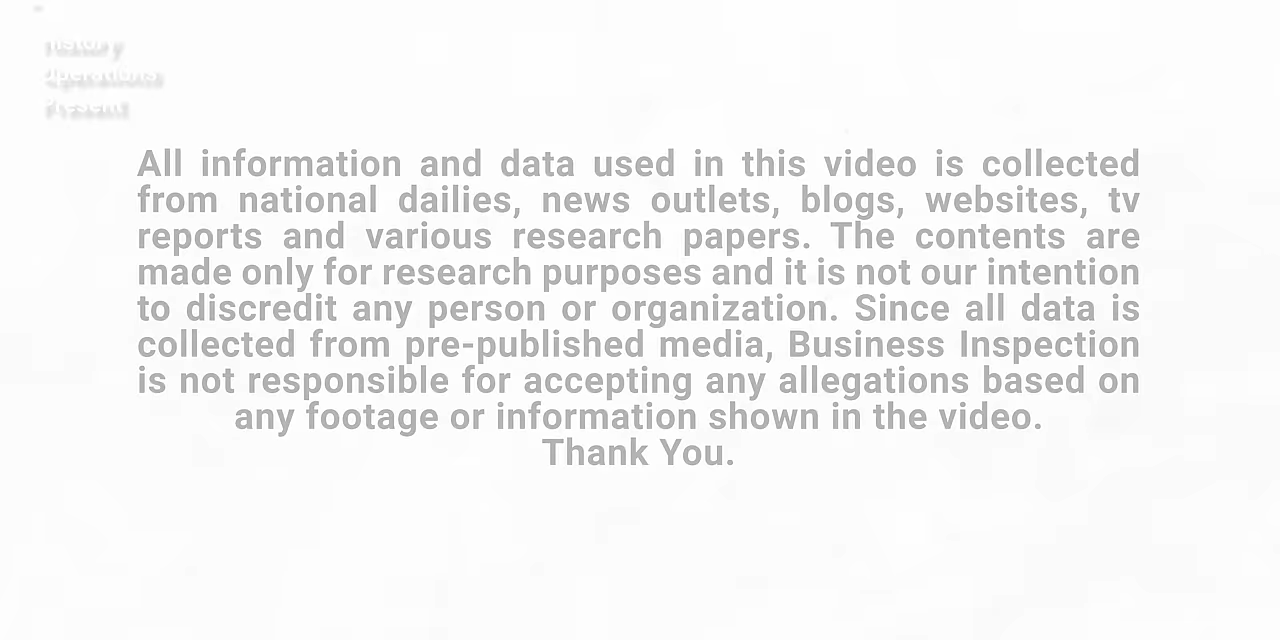 History
Operations
Present
All information and data used in this video is collected
from national dailies, news outlets, blogs, websites, tv
reports and various research papers. The contents are
made only for research purposes and it is not our intention
to discredit any person or organization. Since all data is
collected from pre-published media, Business Inspection
is not responsible for accepting any allegations based on
any footage or information shown in the video.
Thank You.